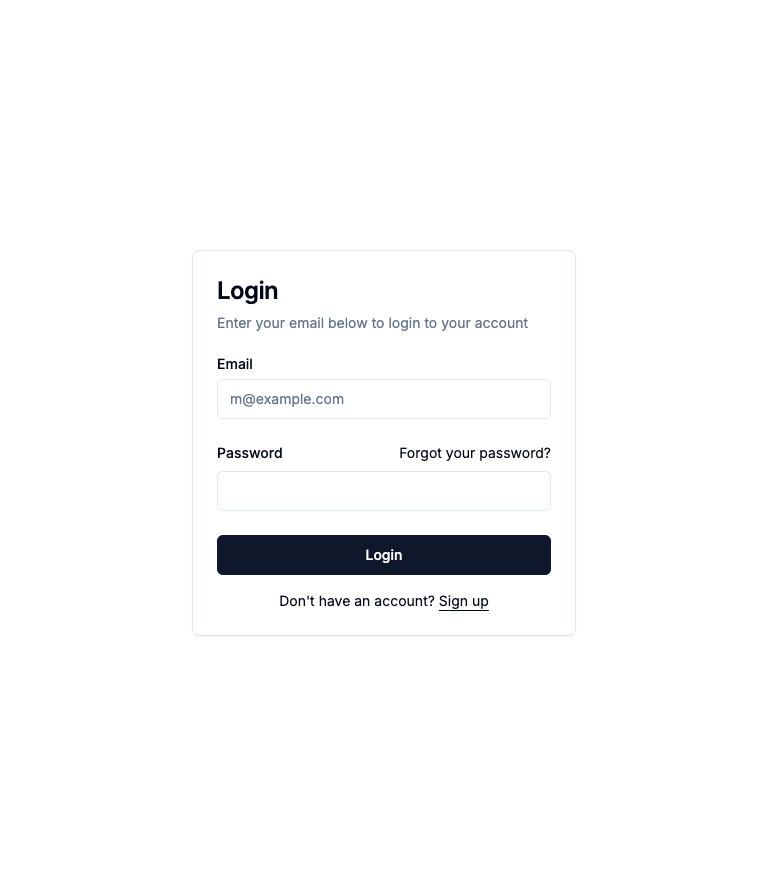 Login
Enter your email below to login to your account
Email
m@example.com
Password Forgot your password?
Login
Don't have an account? Sign up